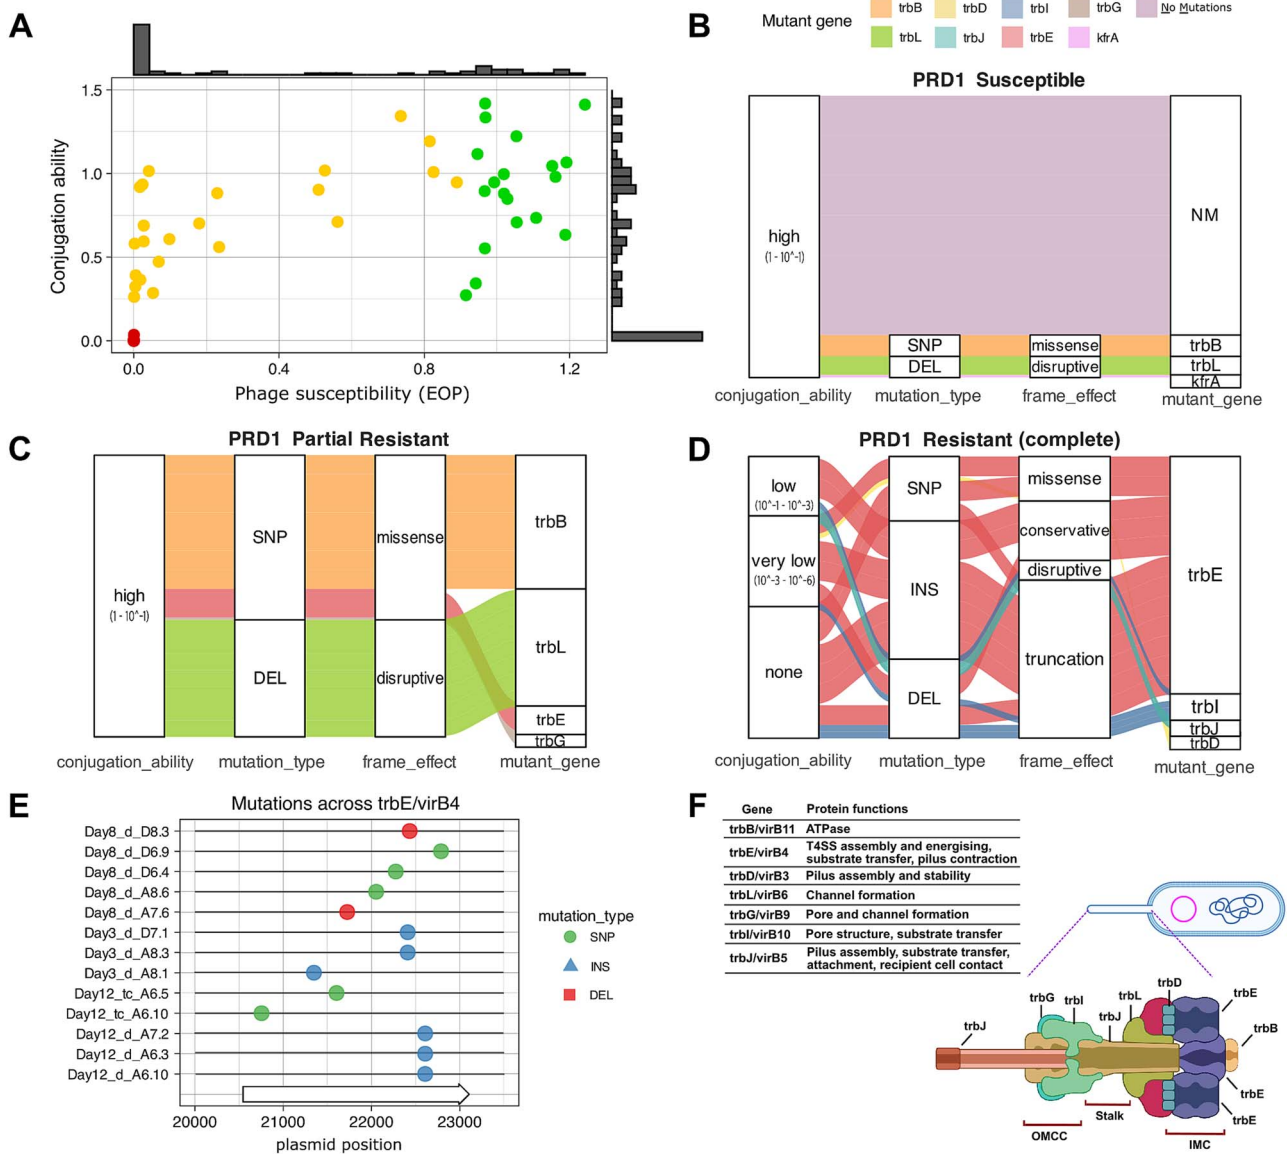 A
1.5
1.0
0.5
0.0
Conjugation ability
0.0 0.4 0.8 1.2
Phage susceptibility (EOP)
B
Mutant gene
trbB trbD trbI trbG No Mutations
trbL trbJ trbE kfrA
PRD1 Susceptible
high
(1 - 10^-1)
SNP
DEL
missense
disruptive
NM
trbB
trbL
kfrA
conjugation_ability mutation_type frame_effect mutant_gene
C
PRD1 Partial Resistant
high
(1 - 10^-1)
SNP
DEL
missense
disruptive
trbB
trbL
trbE
trbG
conjugation_ability mutation_type frame_effect mutant_gene
D
PRD1 Resistant (complete)
low
(10^-1 - 10^-3)
very low
(10^-3 - 10^-6)
none
SNP
INS
DEL
missense
conservative
disruptive
truncation
trbE
trbI
trbJ
trbD
conjugation_ability mutation_type frame_effect mutant_gene
E
Mutations across trbE/virB4
Day8_d_D8.3
Day8_d_D6.9
Day8_d_D6.4
Day8_d_A8.6
Day8_d_A7.6
Day3_d_D7.1
Day3_d_A8.3
Day3_d_A8.1
Day12_tc_A6.5
Day12_tc_A6.10
Day12_d_A7.2
Day12_d_A6.3
Day12_d_A6.10
20000 21000 22000 23000
plasmid position
mutation_type
SNP
INS
DEL
F
Gene Protein functions
trbB/virB11 ATPase
trbE/virB4 T4SS assembly and energising,
substrate transfer, pilus contraction
trbD/virB3 Pilus assembly and stability
trbL/virB6 Channel formation
trbG/virB9 Pore and channel formation
trbI/virB10 Pore structure, substrate transfer
trbJ/virB5 Pilus assembly, substrate transfer,
attachment, recipient cell contact
trbJ
trbG
trbI
trbJ
trbL
trbD
trbE
trbB
trbE
trbE
OMCC
Stalk
IMC